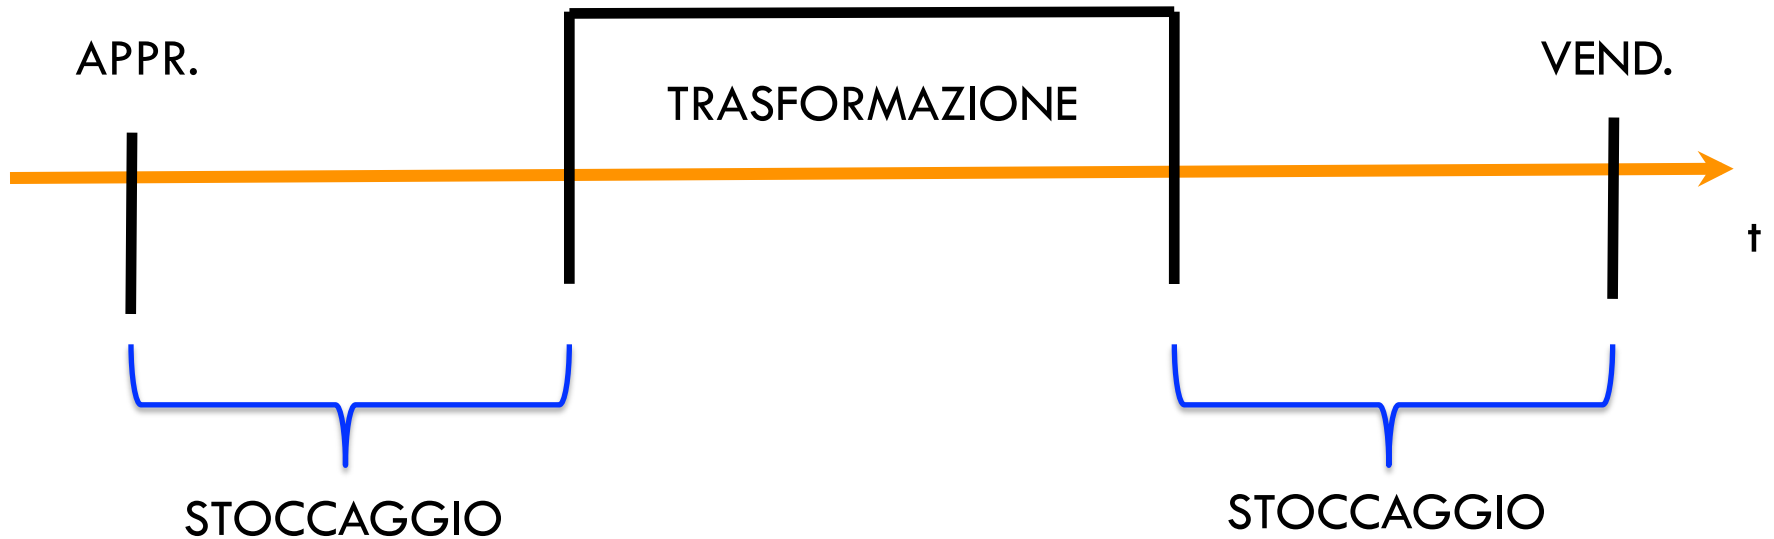 APPR.
VEND.
TRASFORMAZIONE
t
STOCCAGGIO
STOCCAGGIO